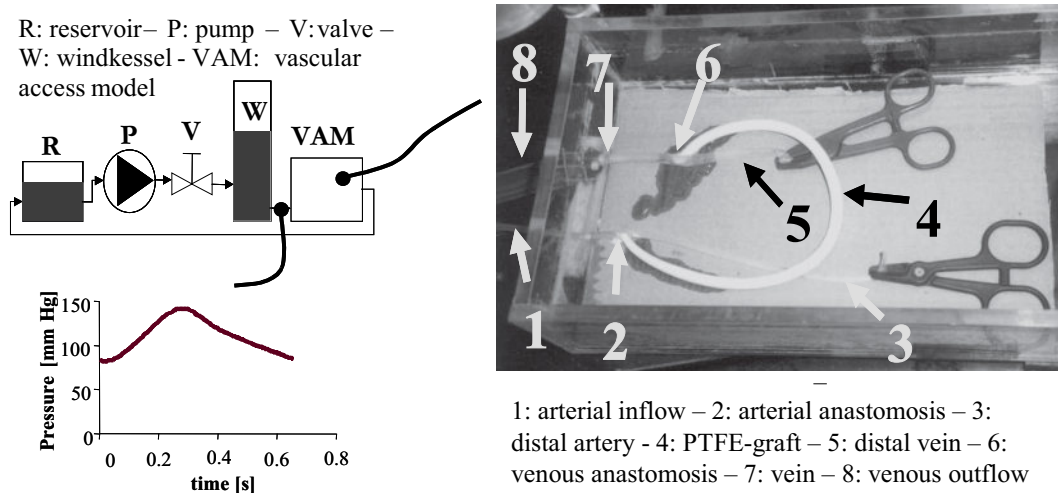 R: reservoir– P: pump – V:valve –
W: windkessel - VAM: vascular
access model
R
P
V
W
VAM
Pressure [mm Hg]
150
100
50
0
0 0.2 0.4 0.6 0.8
time [s]
8
7
6
5
4
1
2
3
–
1: arterial inflow – 2: arterial anastomosis – 3:
distal artery - 4: PTFE-graft – 5: distal vein – 6:
venous anastomosis – 7: vein – 8: venous outflow